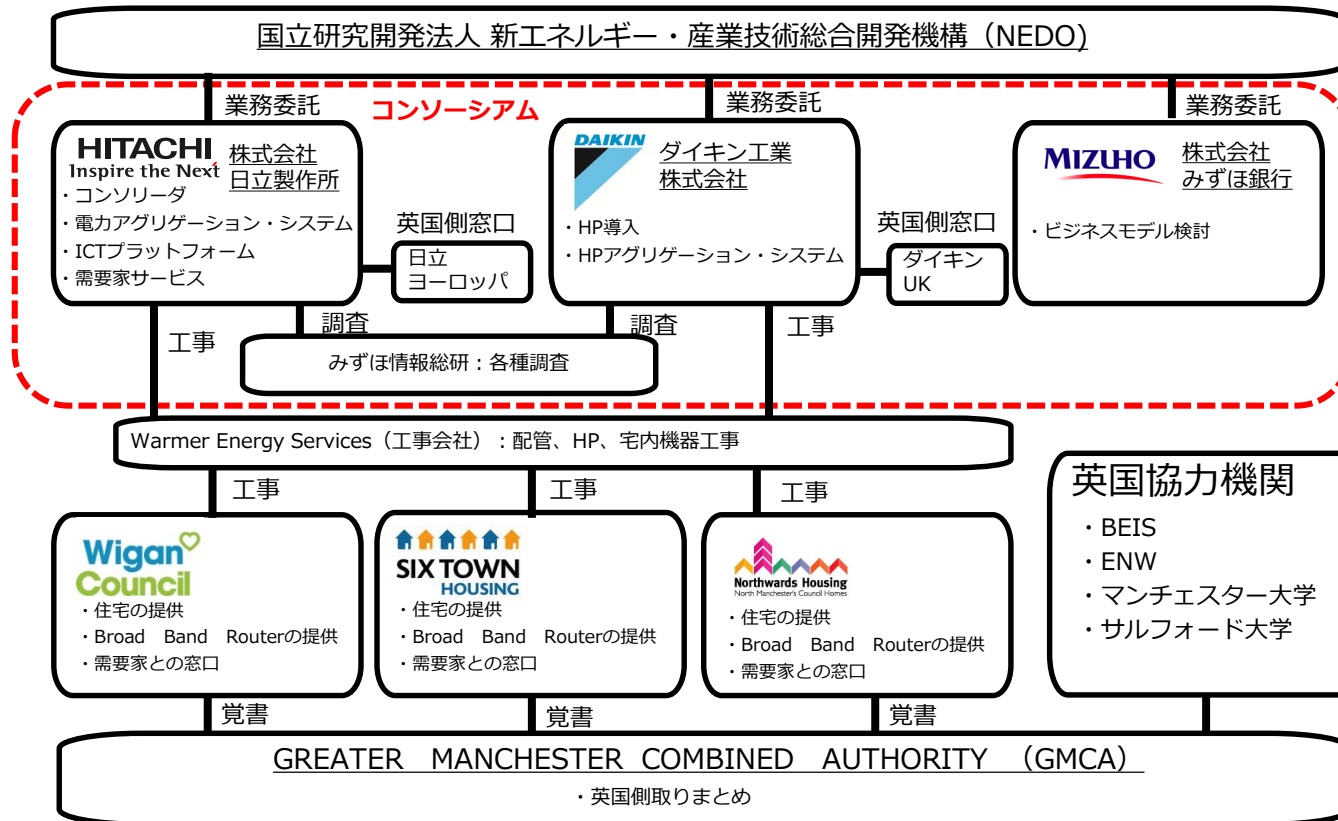 国立研究開発法人 新エネルギー・産業技術総合開発機構（NEDO）
業務委託
コンソーシアム
業務委託
業務委託
HITACHI
Inspire the Next
株式会社
日立製作所
・コンソリーダ
・電力アグリゲーション・システム
・ICTプラットフォーム
・需要家サービス
英国側窓口
日立
ヨーロッパ
DAIKIN
ダイキン工業
株式会社
・HP導入
・HPアグリゲーション・システム
英国側窓口
ダイキン
UK
MIZUHO
株式会社
みずほ銀行
・ビジネスモデル検討
工事
調査
調査
工事
みずほ情報総研：各種調査
Warmer Energy Services（工事会社）：配管、HP、宅内機器工事
工事
工事
工事
Wigan
Council
・住宅の提供
・Broad Band Routerの提供
・需要家との窓口
SIX TOWN
HOUSING
・住宅の提供
・Broad Band Routerの提供
・需要家との窓口
Northwards Housing
North Manchester's Council Homes
・住宅の提供
・Broad Band Routerの提供
・需要家との窓口
英国協力機関
・BEIS
・ENW
・マンチェスター大学
・サルフォード大学
覚書
覚書
覚書
GREATER MANCHESTER COMBINED AUTHORITY （GMCA）
・英国側取りまとめ